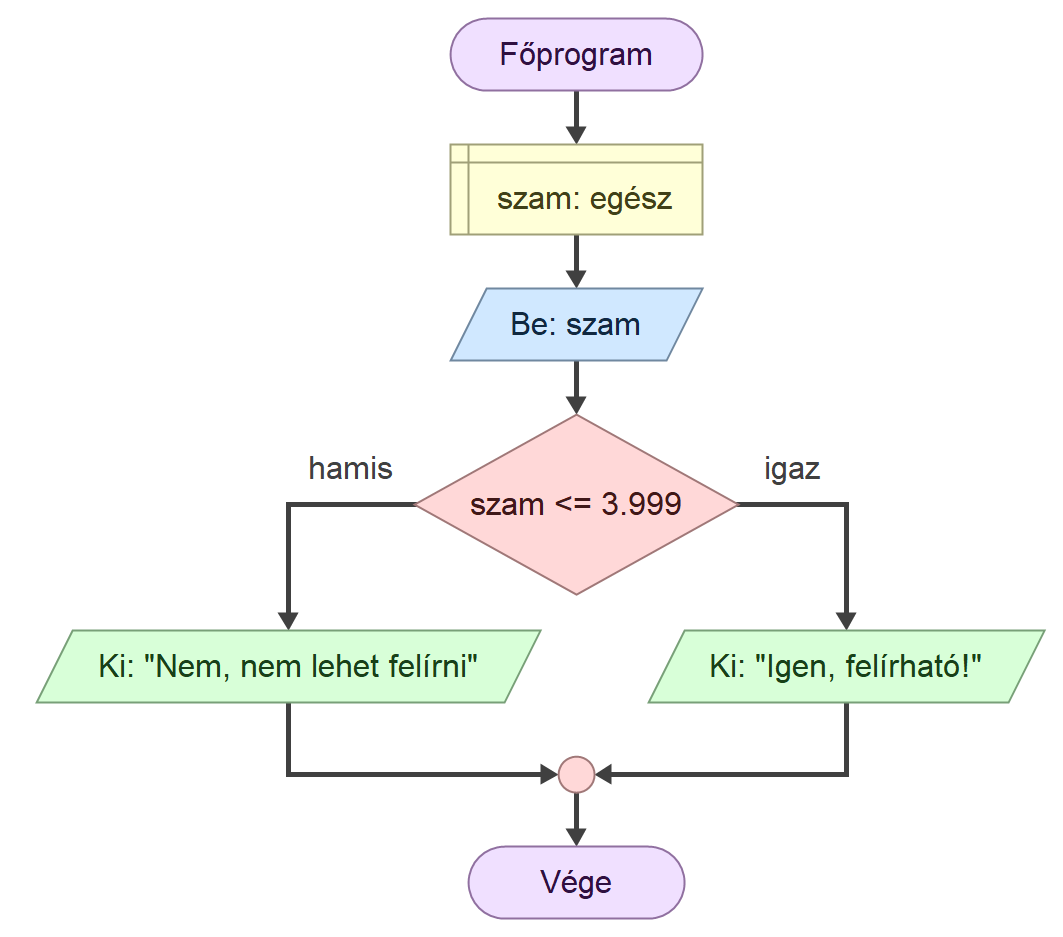 Főprogram
szam: egész
Be: szam
hamis
igaz
szam <= 3.999
Ki: "Nem, nem lehet felírni"
Ki: "Igen, felírható!"
Vége